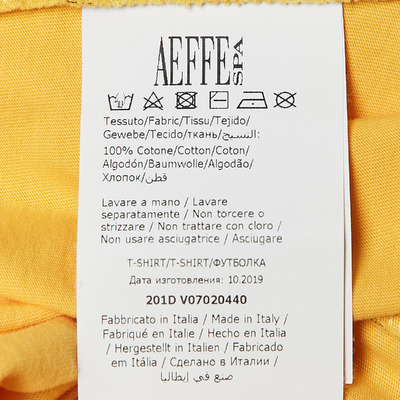 AEFFE SPA
Tessuto/Fabric/Tissu/Tejido/
Gewebe/Tecido/ткань/النسيج:
100% Cotone/Cotton/Coton/
Algodón/Baumwolle/Algodão/
Хлопок/قطن
Lavare a mano / Lavare
separatamente / Non torcere o
strizzare / Non trattare con cloro /
Non usare asciugatrice / Asciugare
T-SHIRT/T-SHIRT/ФУТБОЛКА
Дата изготовления: 10.2019
201D V07020440
Fabbricato in Italia / Made in Italy /
Fabriqué en Italie / Hecho en Italia
/ Hergestellt in Italien / Fabricado
em Itália / Сделано в Италии /
صنع في إيطاليا